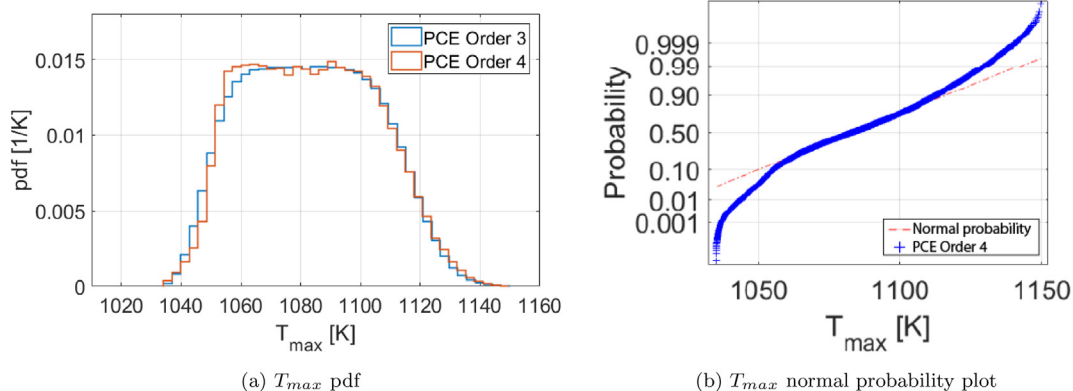 PCE Order 3
PCE Order 4
0.015
0.01
0.005
0
pdf [1/K]
1020 1040 1060 1080 1100 1120 1140 1160
T_max [K]
(a) T_max pdf
0.999
0.99
0.90
0.50
0.10
0.01
0.001
Probability
Normal probability
PCE Order 4
1050 1100 1150
T_max [K]
(b) T_max normal probability plot